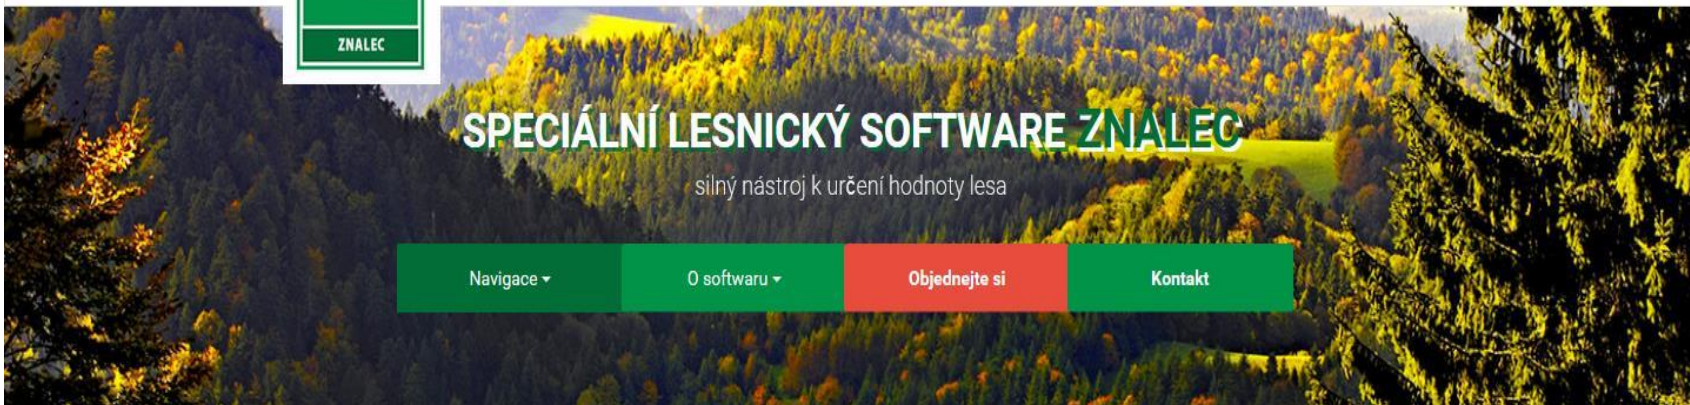 ZNALEC
SPECIÁLNÍ LESNICKÝ SOFTWARE ZNALEC
silný nástroj k určení hodnoty lesa
Navigace
O softwaru
Objednejte si
Kontakt